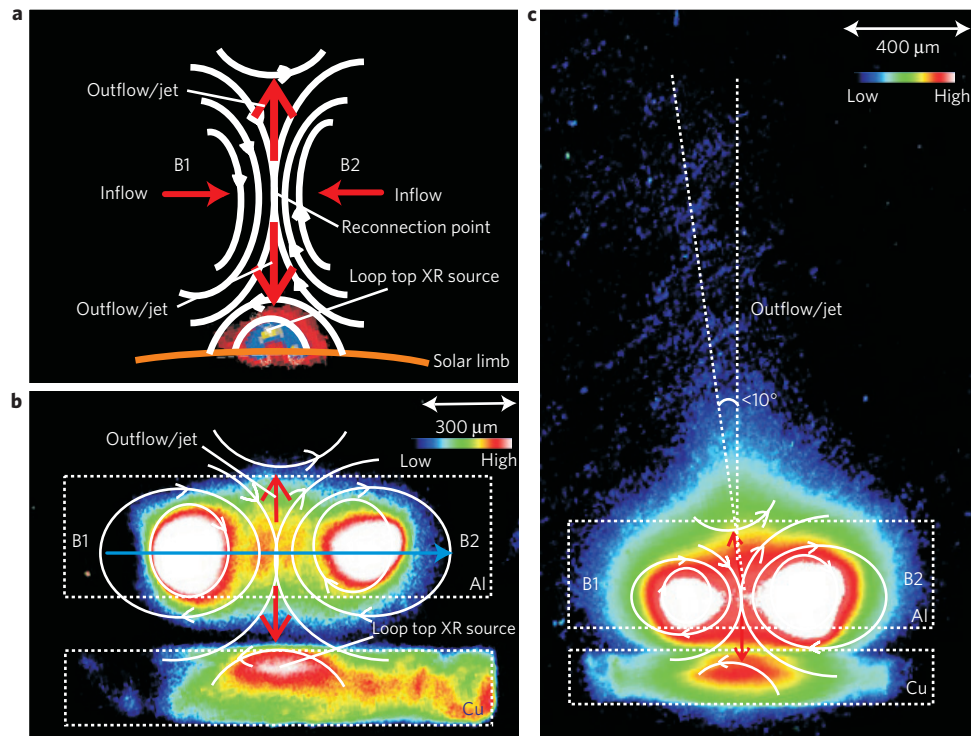 a
Outflow/jet
B1
B2
Inflow
Inflow
Reconnection point
Loop top XR source
Outflow/jet
Solar limb
b
300 µm
Outflow/jet
Low
High
B1
B2
Al
Loop top XR source
Cu
c
400 µm
Low
High
Outflow/jet
<10°
B1
B2
Al
Cu